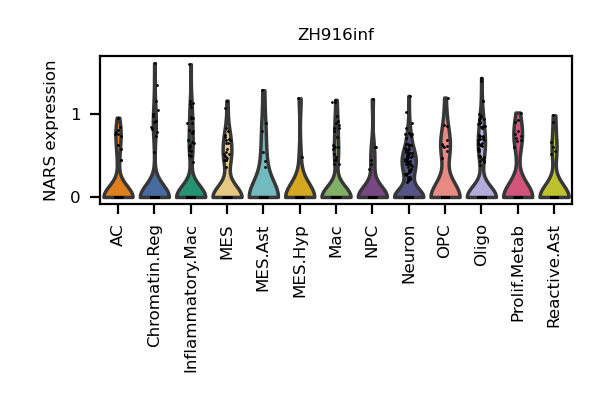 ZH916inf
NARS expression
1
0
AC
Chromatin.Reg
Inflammatory.Mac
MES
MES.Ast
MES.Hyp
Mac
NPC
Neuron
OPC
Oligo
Prolif.Metab
Reactive.Ast